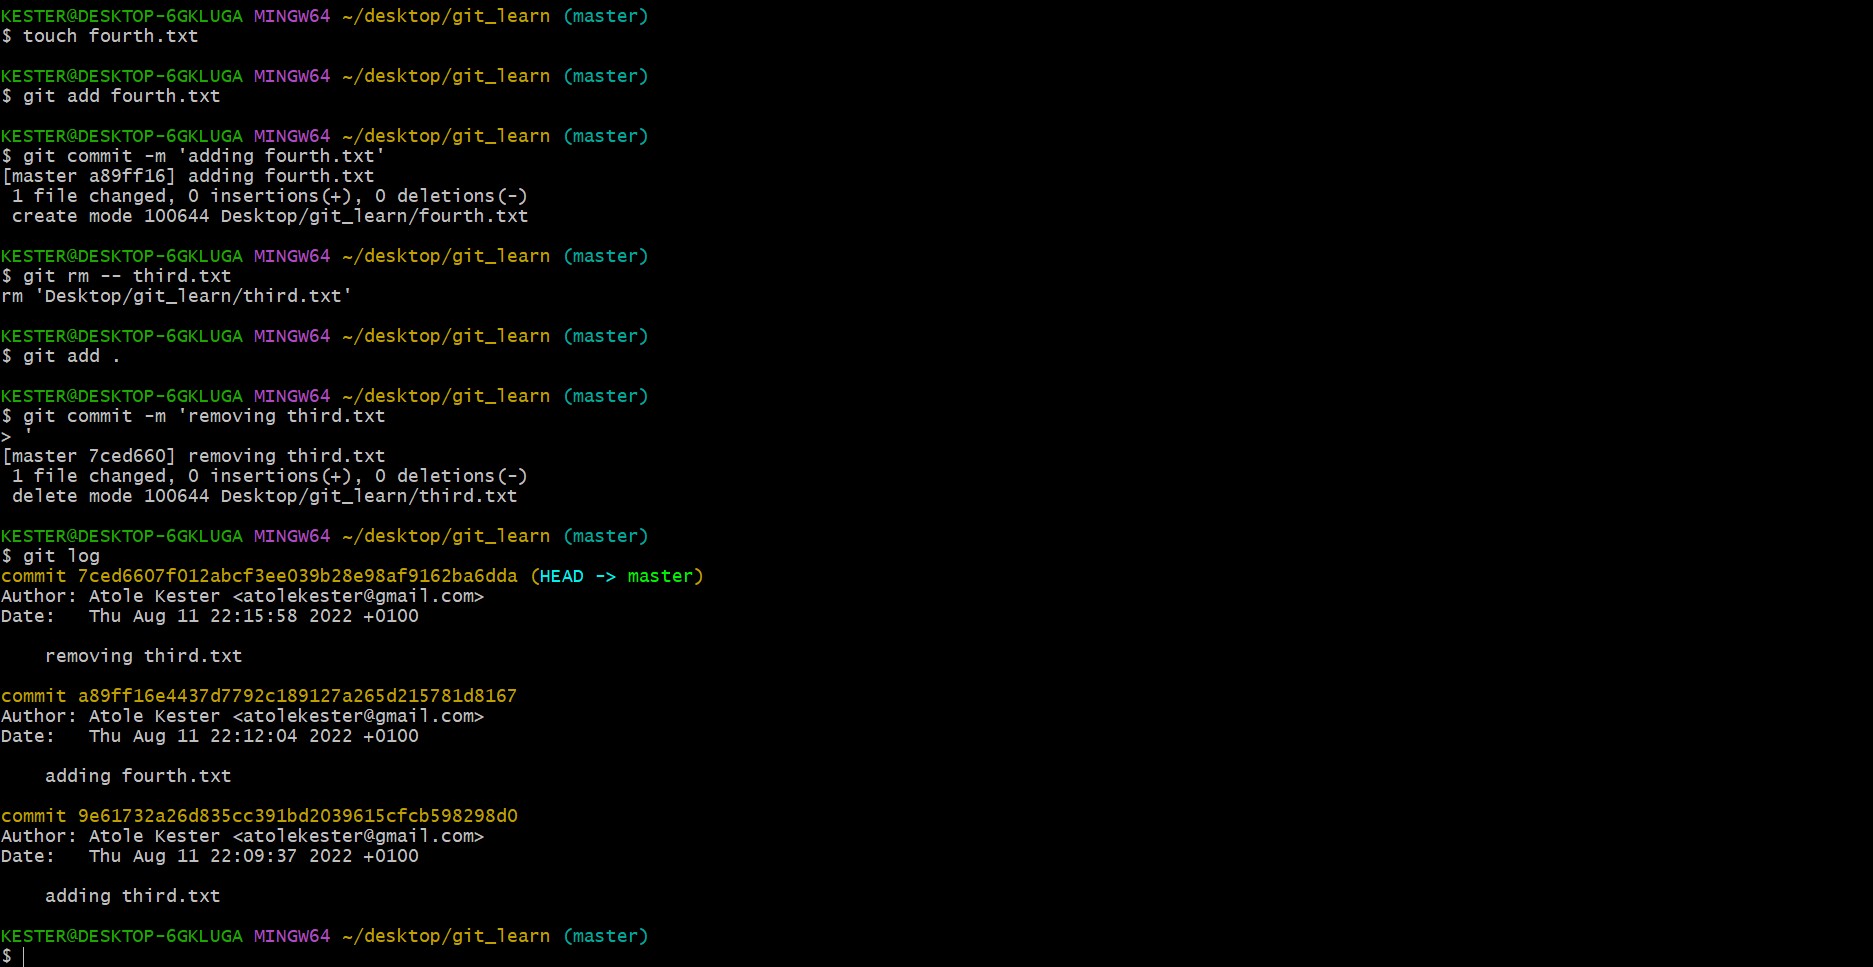 KESTER@DESKTOP-6GKLUGA MINGW64 ~/desktop/git_learn (master)
$ touch fourth.txt
KESTER@DESKTOP-6GKLUGA MINGW64 ~/desktop/git_learn (master)
$ git add fourth.txt
KESTER@DESKTOP-6GKLUGA MINGW64 ~/desktop/git_learn (master)
$ git commit -m 'adding fourth.txt'
[master a89ff16] adding fourth.txt
 1 file changed, 0 insertions(+), 0 deletions(-)
 create mode 100644 Desktop/git_learn/fourth.txt
KESTER@DESKTOP-6GKLUGA MINGW64 ~/desktop/git_learn (master)
$ git rm -- third.txt
rm 'Desktop/git_learn/third.txt'
KESTER@DESKTOP-6GKLUGA MINGW64 ~/desktop/git_learn (master)
$ git add .
KESTER@DESKTOP-6GKLUGA MINGW64 ~/desktop/git_learn (master)
$ git commit -m 'removing third.txt
> '
[master 7ced660] removing third.txt
 1 file changed, 0 insertions(+), 0 deletions(-)
 delete mode 100644 Desktop/git_learn/third.txt
KESTER@DESKTOP-6GKLUGA MINGW64 ~/desktop/git_learn (master)
$ git log
commit 7ced6607f012abcf3ee039b28e98af9162ba6dda (HEAD -> master)
Author: Atole Kester <atolekester@gmail.com>
Date:   Thu Aug 11 22:15:58 2022 +0100
    removing third.txt
commit a89ff16e4437d7792c189127a265d215781d8167
Author: Atole Kester <atolekester@gmail.com>
Date:   Thu Aug 11 22:12:04 2022 +0100
    adding fourth.txt
commit 9e61732a26d835cc391bd2039615cfcb598298d0
Author: Atole Kester <atolekester@gmail.com>
Date:   Thu Aug 11 22:09:37 2022 +0100
    adding third.txt
KESTER@DESKTOP-6GKLUGA MINGW64 ~/desktop/git_learn (master)
$